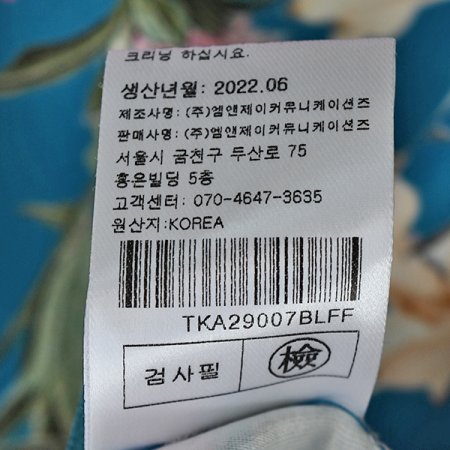 크리닝 하십시요.
생산년월: 2022.06
제조사명: (주)엠앤제이커뮤니케이션즈
판매사명: (주)엠앤제이커뮤니케이션즈
서울시 금천구 두산로 75
홍은빌딩 5층
고객센터: 070-4647-3635
원산지:KOREA
TKA29007BLFF
검사필 檢